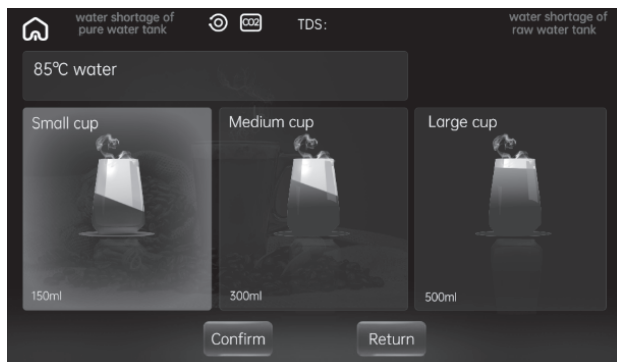 water shortage of
pure water tank
CO2
TDS:
water shortage of
raw water tank
85℃ water
Small cup
Medium cup
Large cup
150ml
300ml
500ml
Confirm
Return